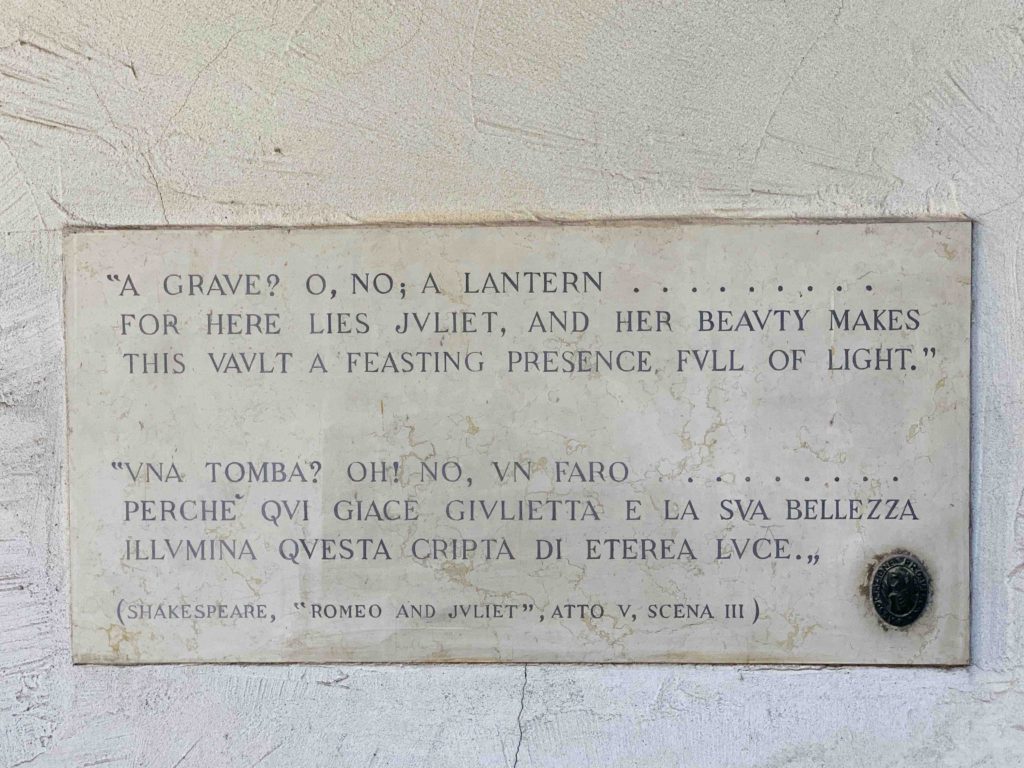 “A GRAVE? O, NO; A LANTERN . . . . . . . . .
FOR HERE LIES JVLIET, AND HER BEAVTY MAKES
THIS VAVLT A FEASTING PRESENCE FVLL OF LIGHT.”
“VNA TOMBA? OH! NO, VN FARO . . . . . . . .
PERCHĔ QVI GIACE GIVLIETTA E LA SVA BELLEZZA
ILLVMINA QVESTA CRIPTA DI ETEREA LVCE.„
(SHAKESPEARE, “ROMEO AND JVLIET”, ATTO V, SCENA III)